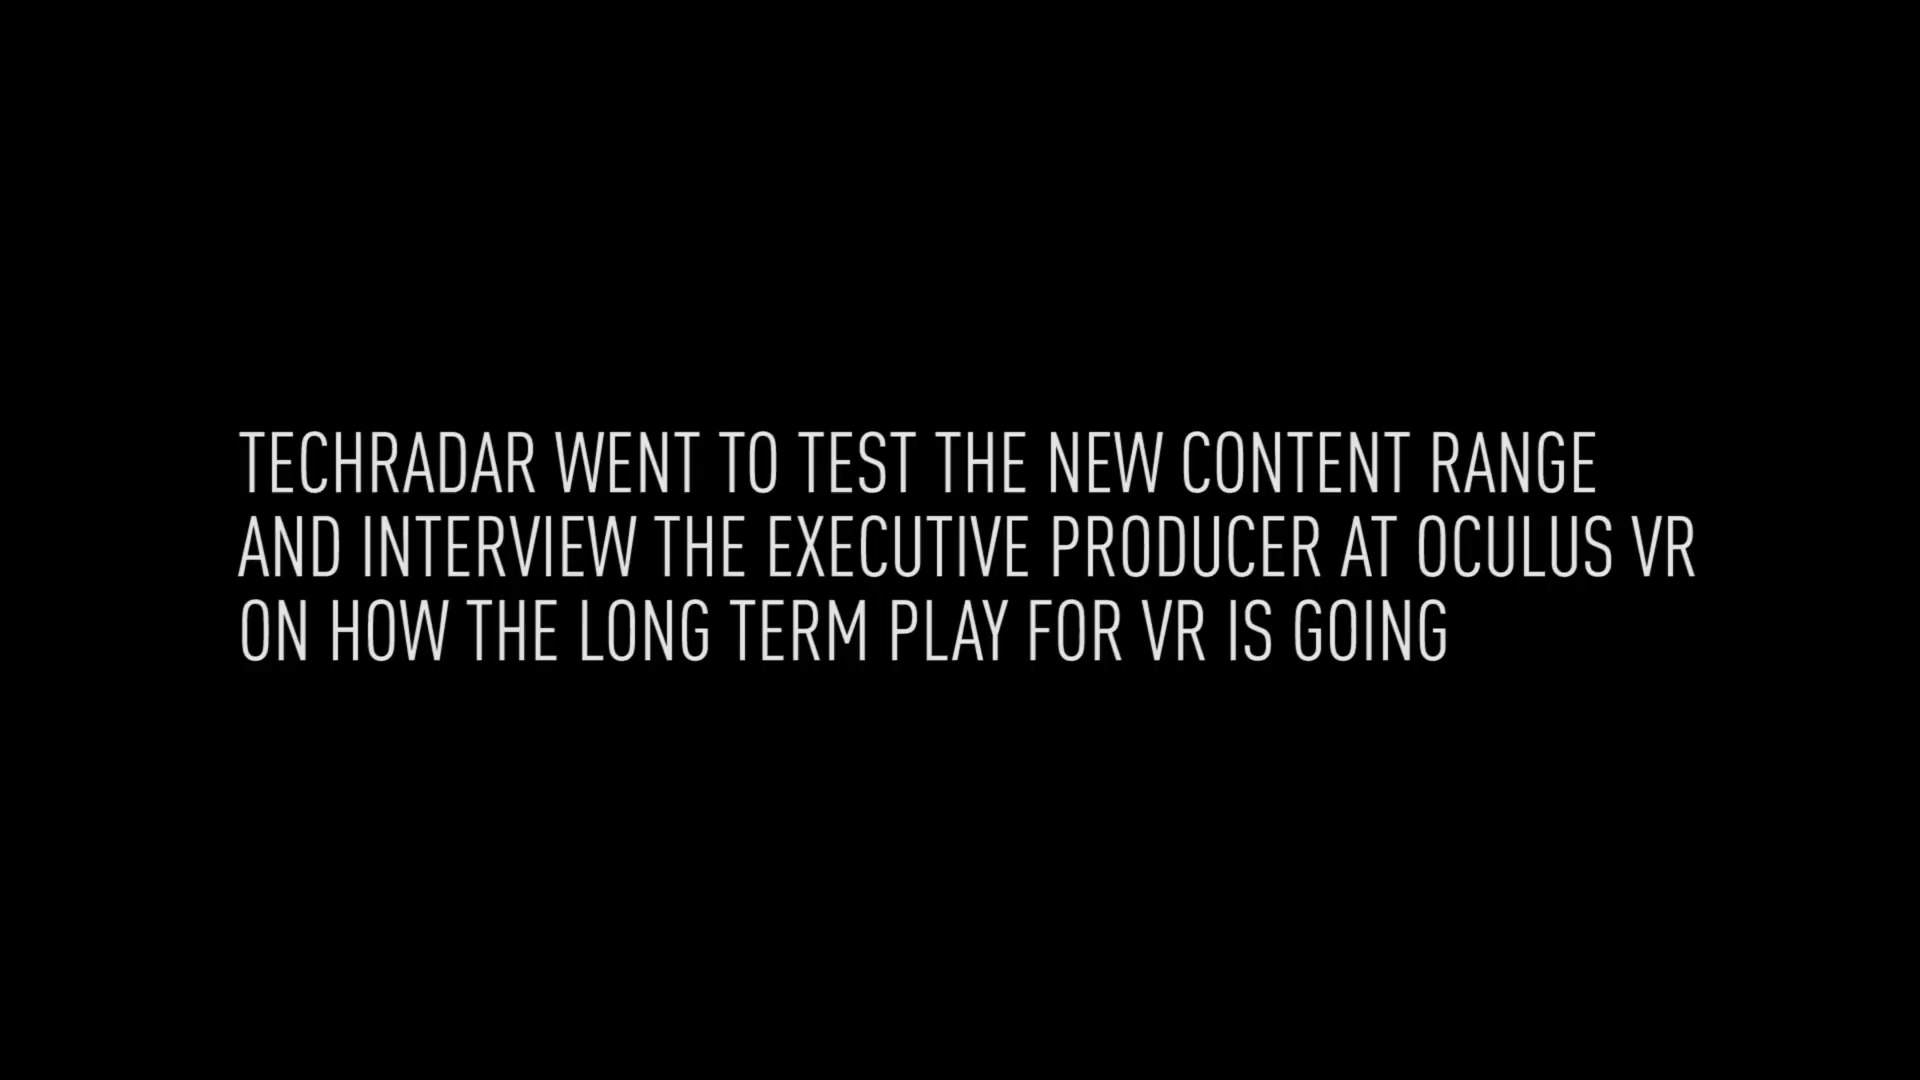 TECHRADAR WENT TO TEST THE NEW CONTENT RANGE
AND INTERVIEW THE EXECUTIVE PRODUCER AT OCULUS VR
ON HOW THE LONG TERM PLAY FOR VR IS GOING